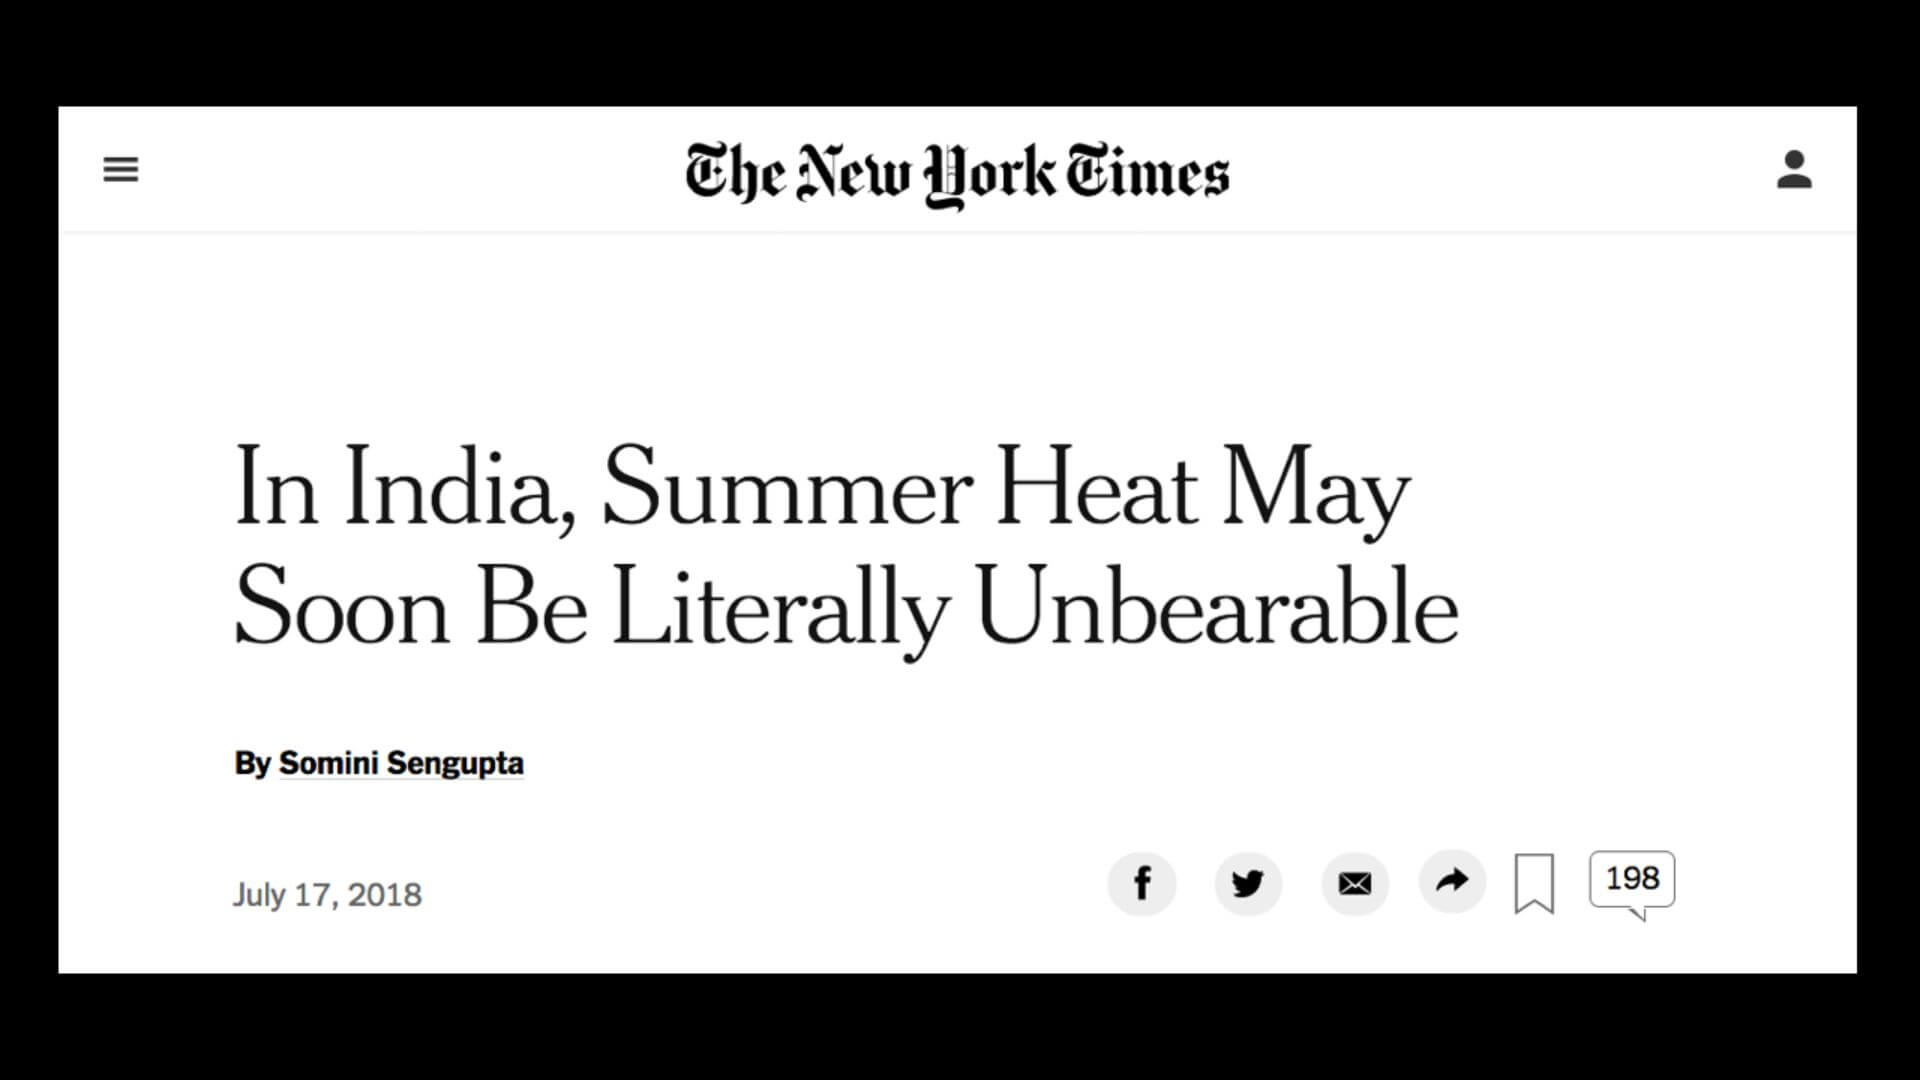 The New York Times
In India, Summer Heat May
Soon Be Literally Unbearable
By Somini Sengupta
July 17, 2018
198